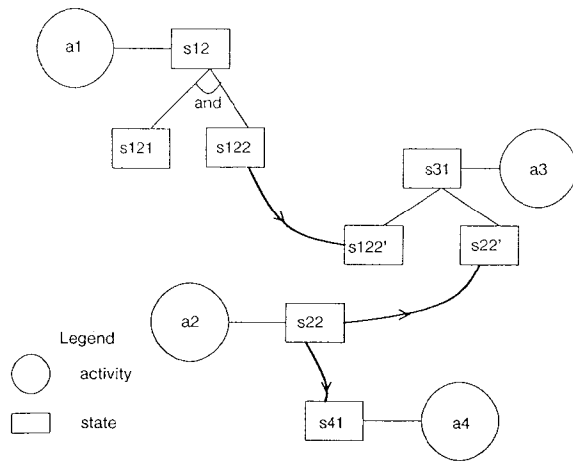 a1
s12
and
s121
s122
s31
a3
s122'
s22'
a2
s22
Legend
activity
s41
a4
state